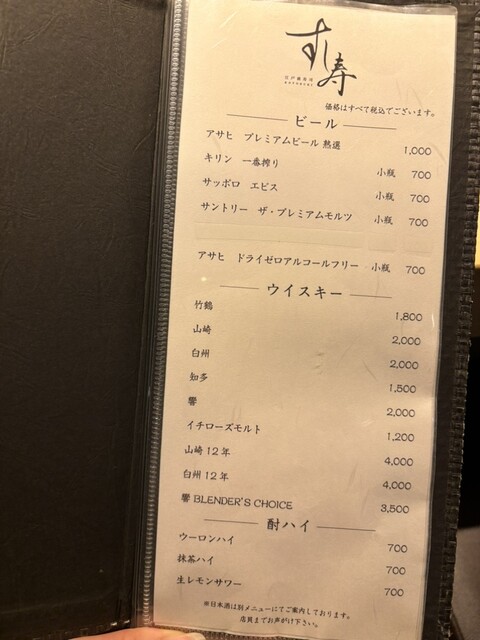 すし寿
価格はすべて税込でございます。
ビール
アサヒ プレミアムビール 熟選 1,000
キリン 一番搾り 小瓶 700
サッポロ エビス 小瓶 700
サントリー ザ・プレミアムモルツ 小瓶 700
アサヒ ドライゼロアルコールフリー 小瓶 700
ウイスキー
竹鶴 1,800
山崎 2,000
白州 2,000
知多 1,500
響 2,000
イチローズモルト 1,200
山崎 12年 4,000
白州 12年 4,000
響 BLENDER'S CHOICE 3,500
酎ハイ
ウーロンハイ 700
抹茶ハイ 700
生レモンサワー 700
※日本酒は別メニューにてご案内しております。
店員までお声がけ下さい。